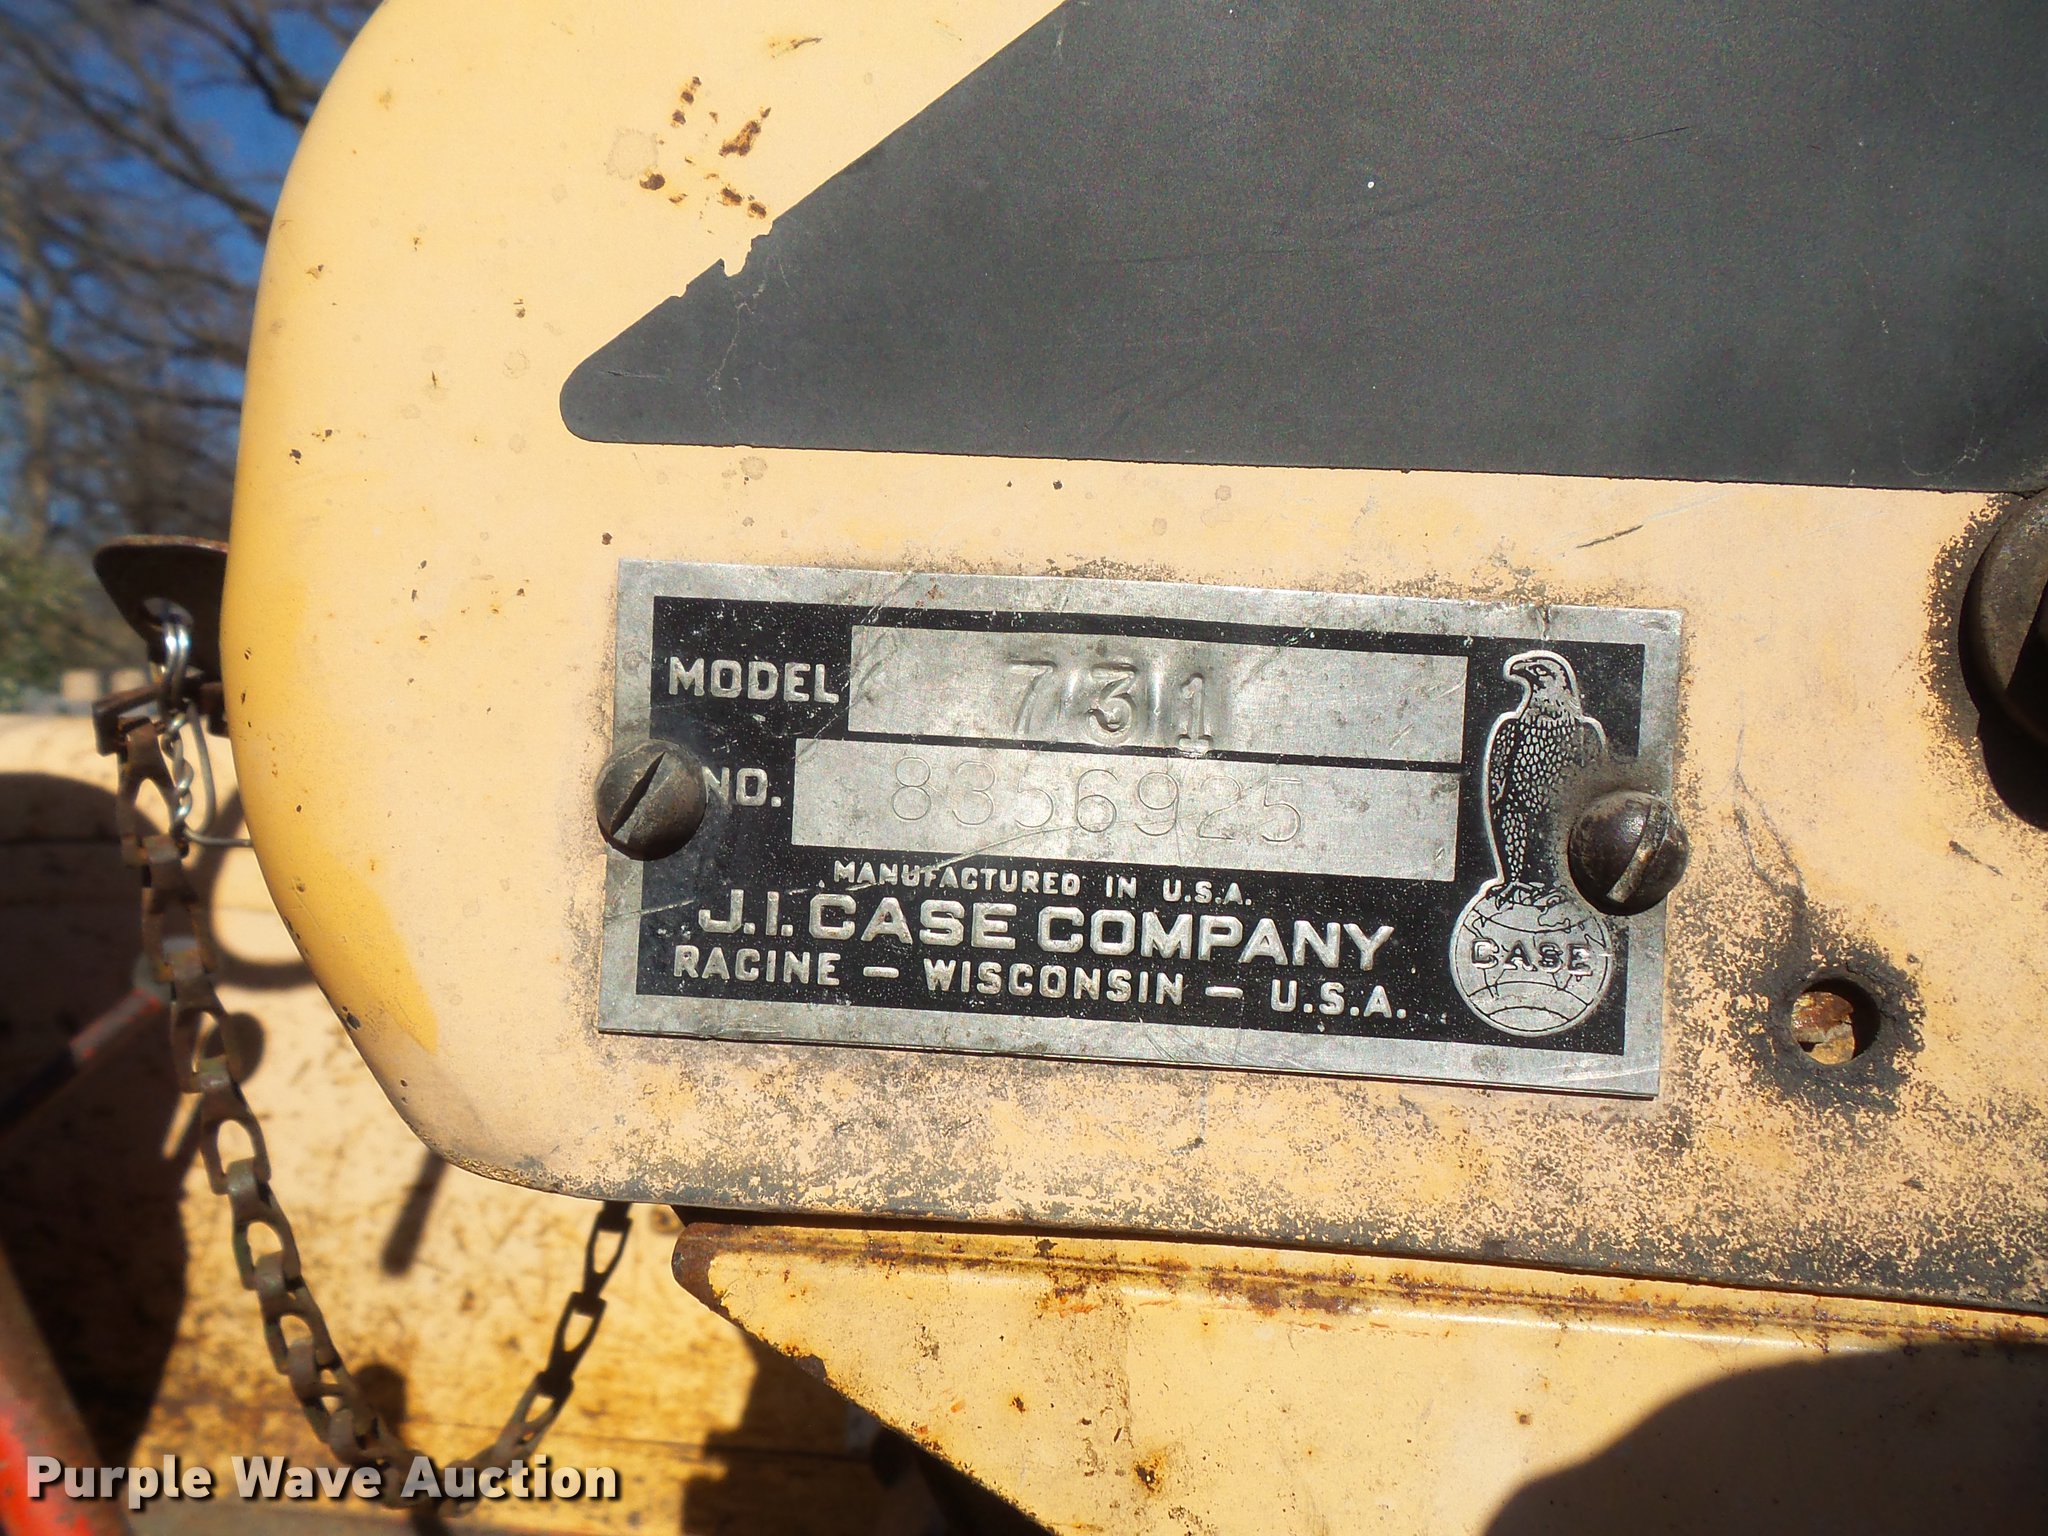 MODEL 731
NO. 8356925
MANUFACTURED IN U.S.A.
J.I. CASE COMPANY
RACINE – WISCONSIN – U.S.A.
CASE
Purple Wave Auction